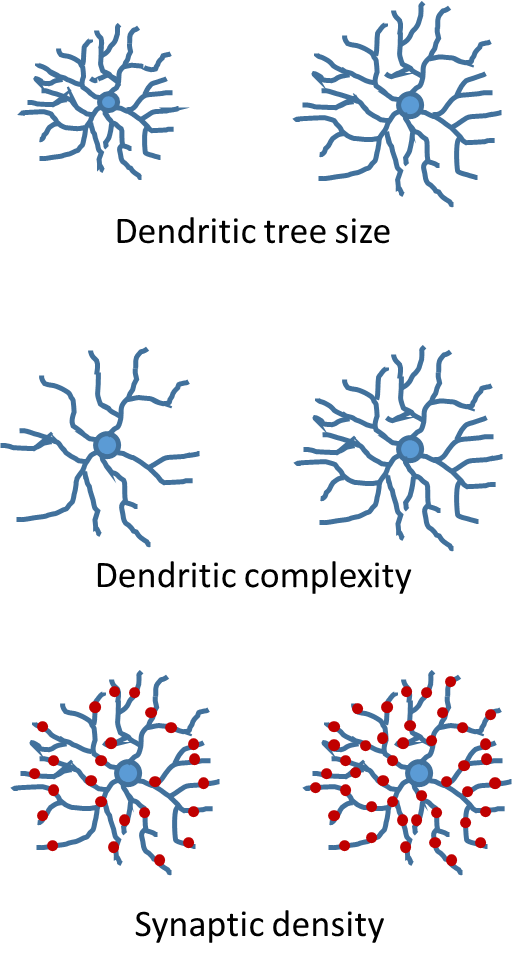 Dendritic tree size
Dendritic complexity
Synaptic density